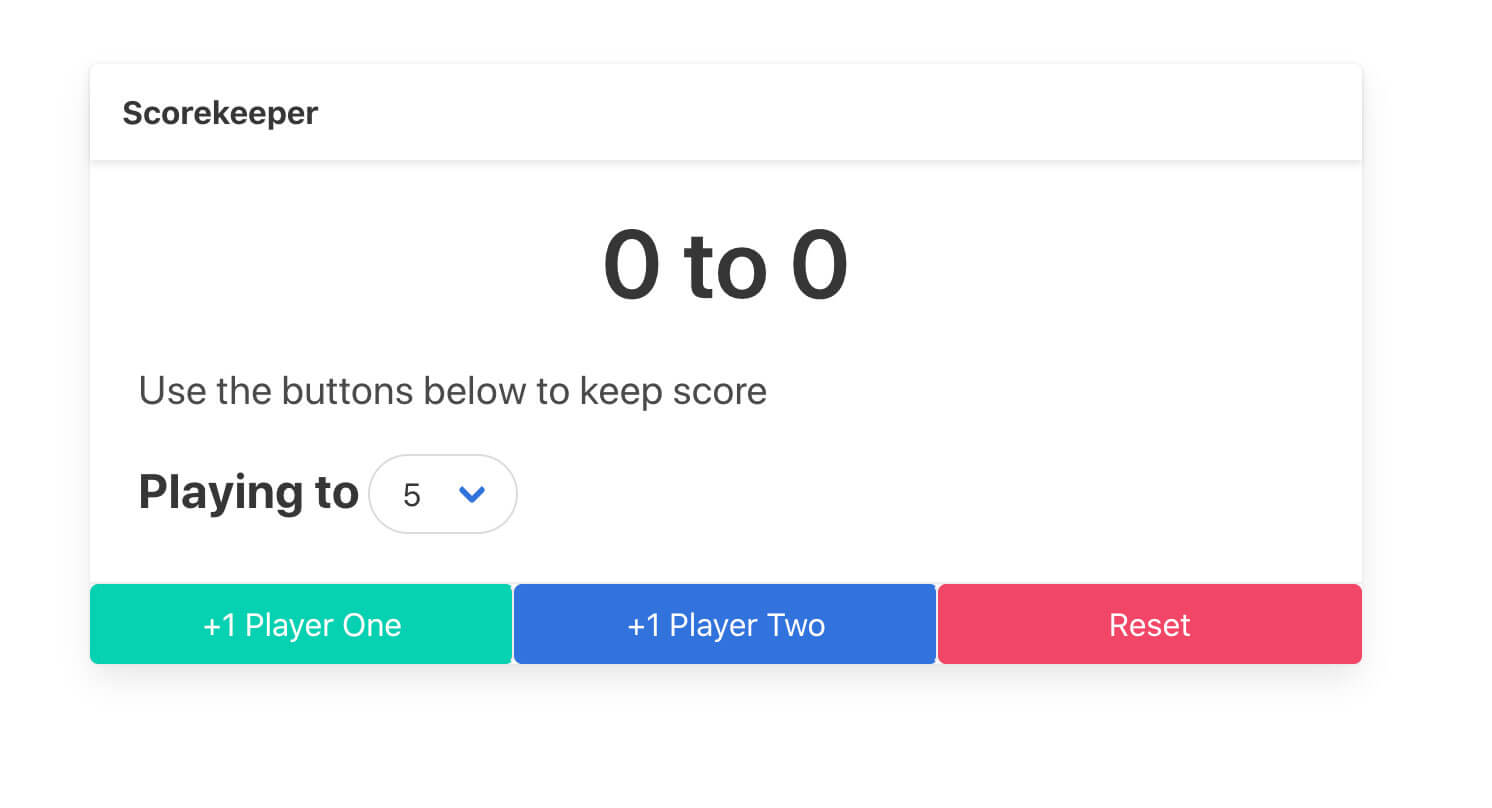 Scorekeeper
0 to 0
Use the buttons below to keep score
Playing to 5
+1 Player One +1 Player Two Reset